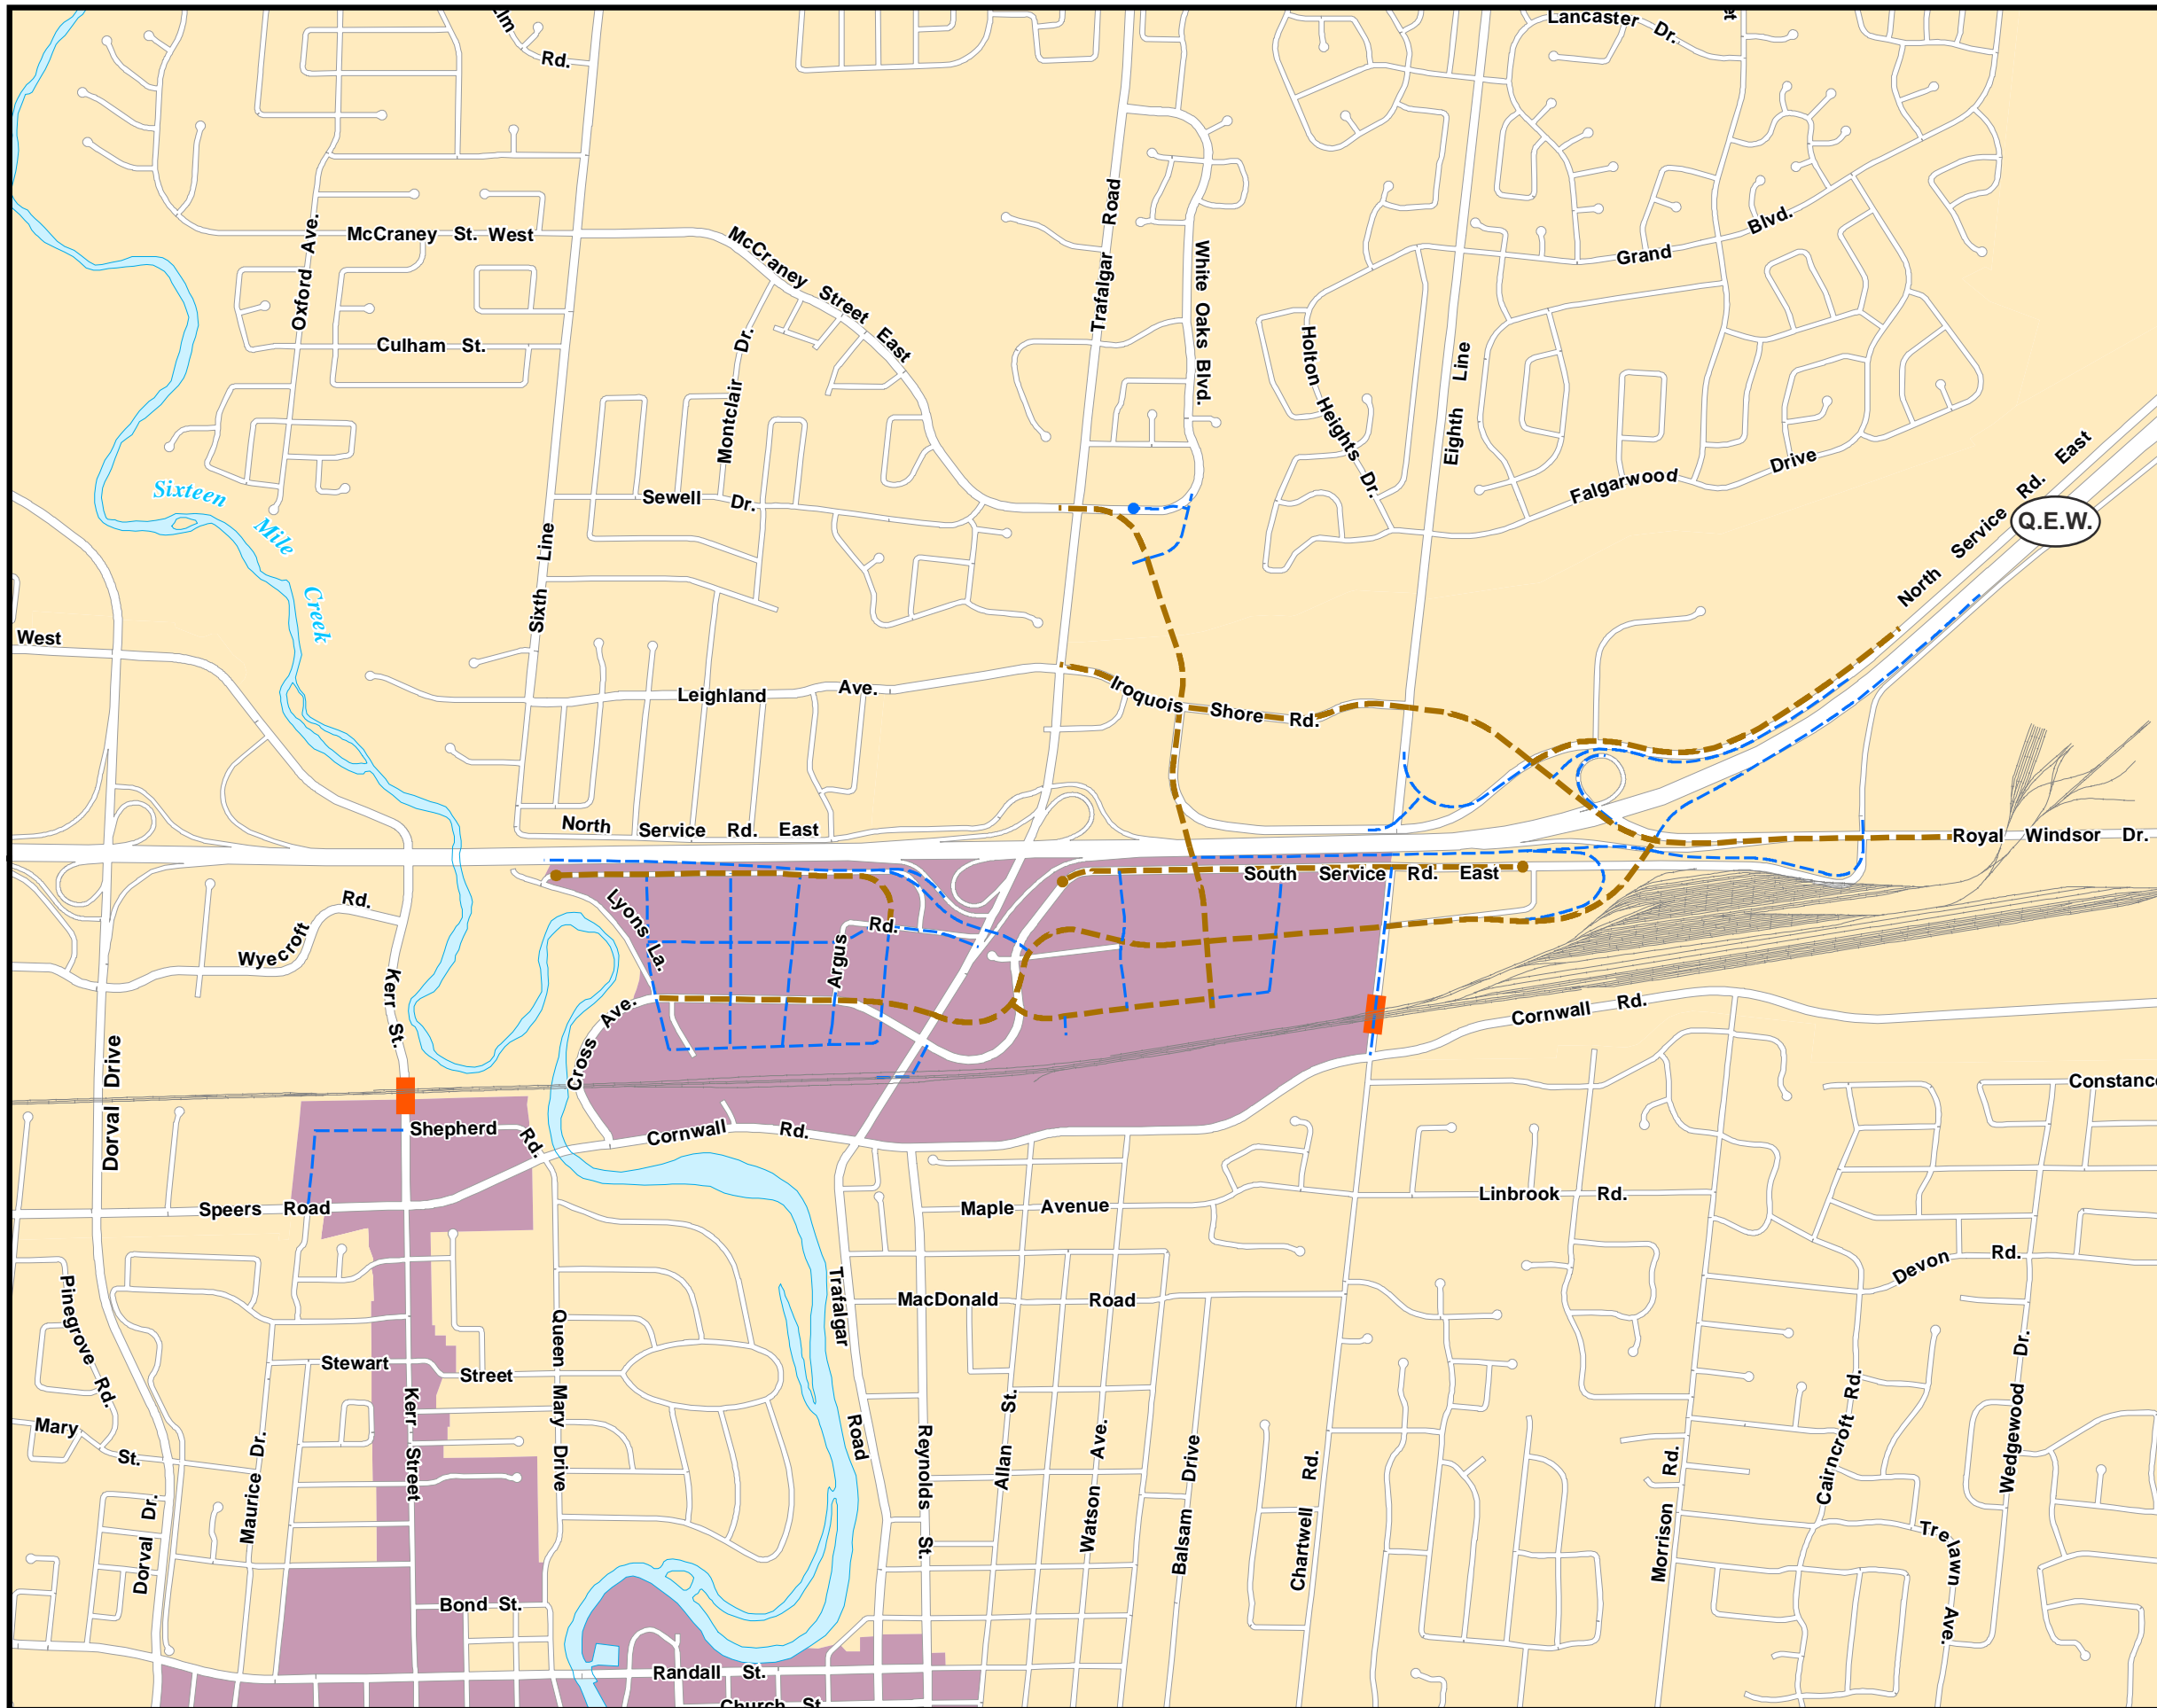 Elm
Rd.
Lancaster Dr.
McCraney St. West
Oxford Ave.
McCraney Street East
Trafalgar Road
White Oaks Blvd.
Grand Blvd.
Culham St.
Montclair Dr.
Holton Heights Dr.
Eighth Line
Sewell Dr.
Falgarwood Drive
North Service Rd. East
Q.E.W.
Sixteen Mile Creek
Sixth Line
West
Leighland Ave.
Iroquois Shore Rd.
North Service Rd. East
Royal Windsor Dr.
South Service Rd. East
Lyons La.
Argus Rd.
Wyecroft Rd.
Kerr St.
Cross Ave.
Cornwall Rd.
Dorval Drive
Shepherd Rd.
Cornwall Rd.
Constance
Speers Road
Maple Avenue
Linbrook Rd.
Devon Rd.
Pinegrove Rd.
Trafalgar Road
MacDonald Road
Queen Mary Drive
Stewart Street
Kerr Street
Mary St.
Maurice Dr.
Dorval Dr.
Reynolds St.
Allan St.
Watson Ave.
Balsam Drive
Chartwell Rd.
Morrison Rd.
Cairncroft Rd.
Wedgewood Dr.
Trelawn Ave.
Bond St.
Randall St.
Church St